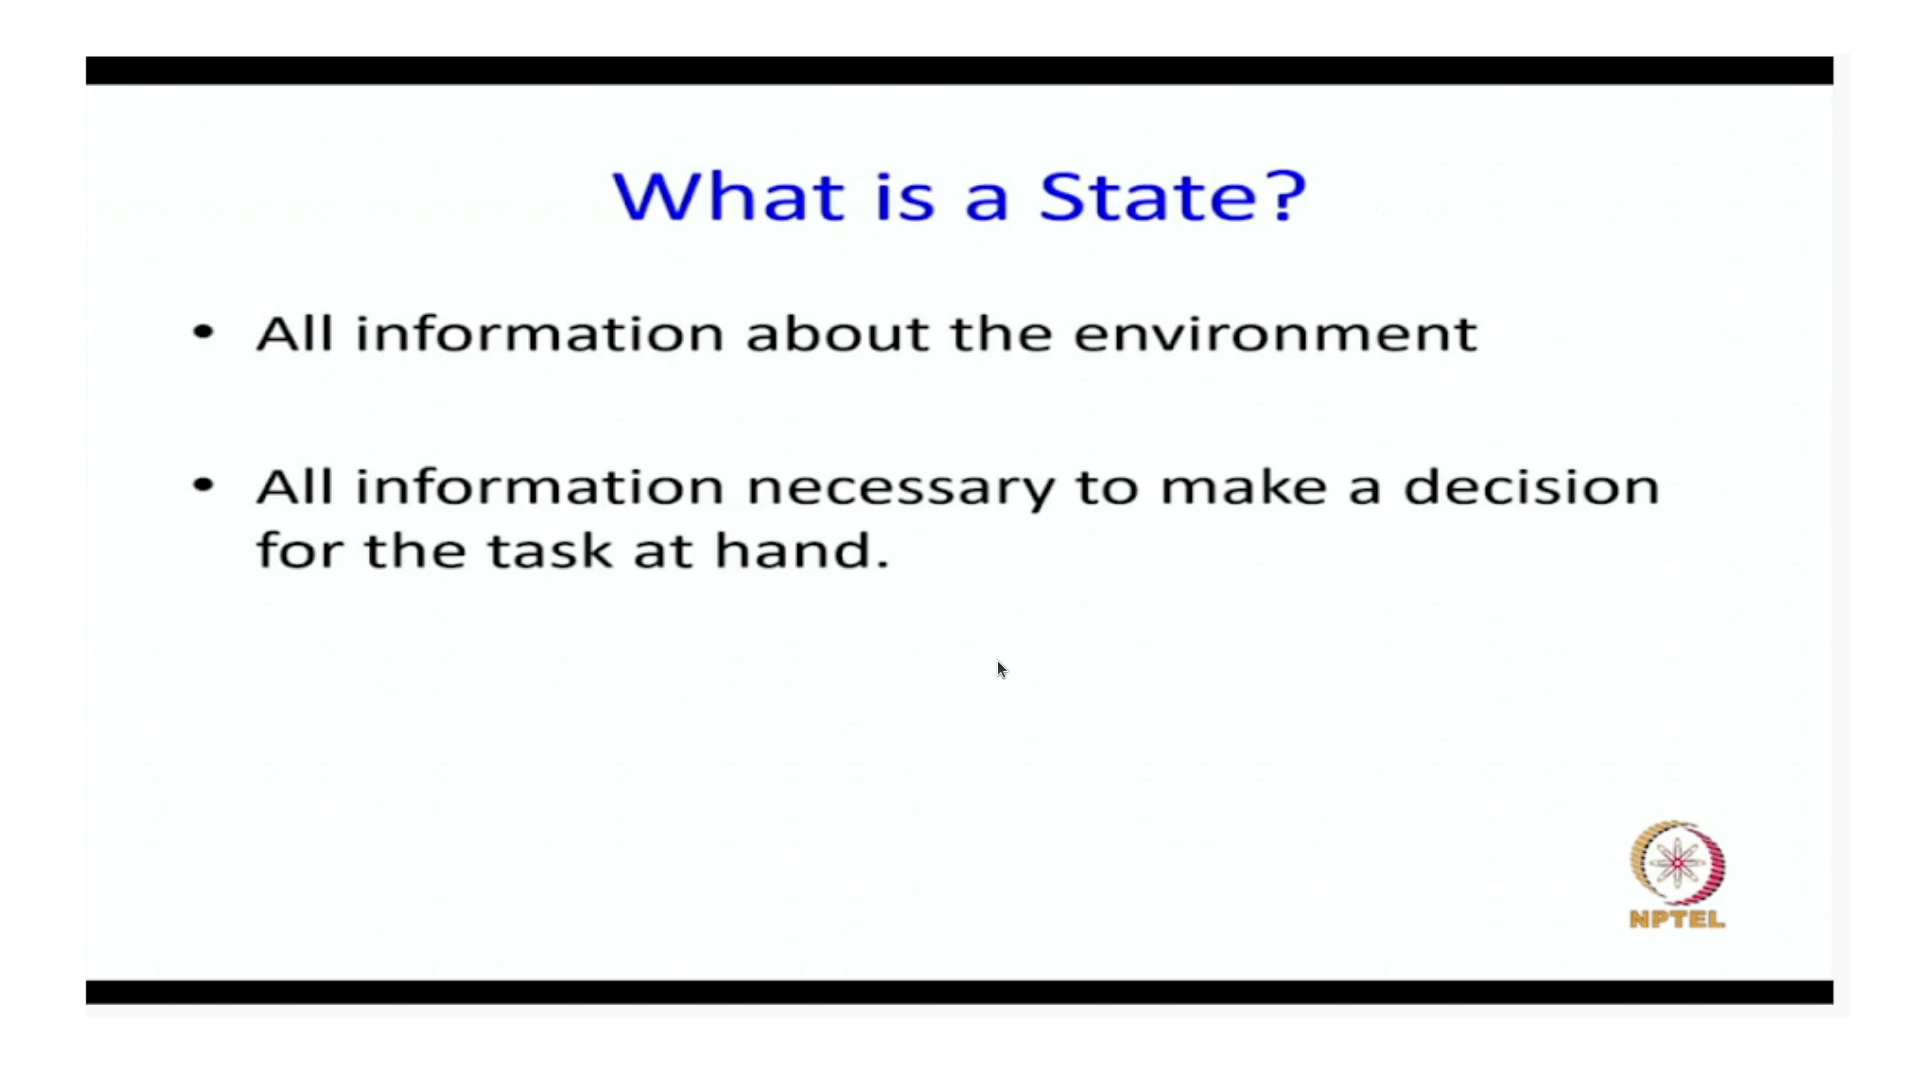 What is a State?
• All information about the environment
• All information necessary to make a decision
for the task at hand.
NPTEL